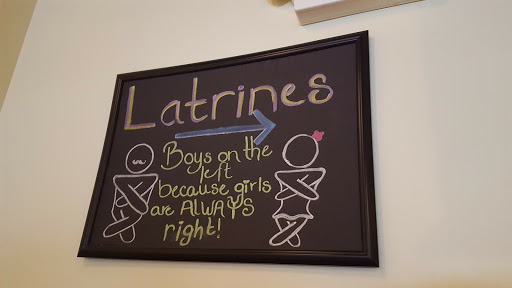 Latrines
Boys on the
left
because girls
are ALWAYS
right!